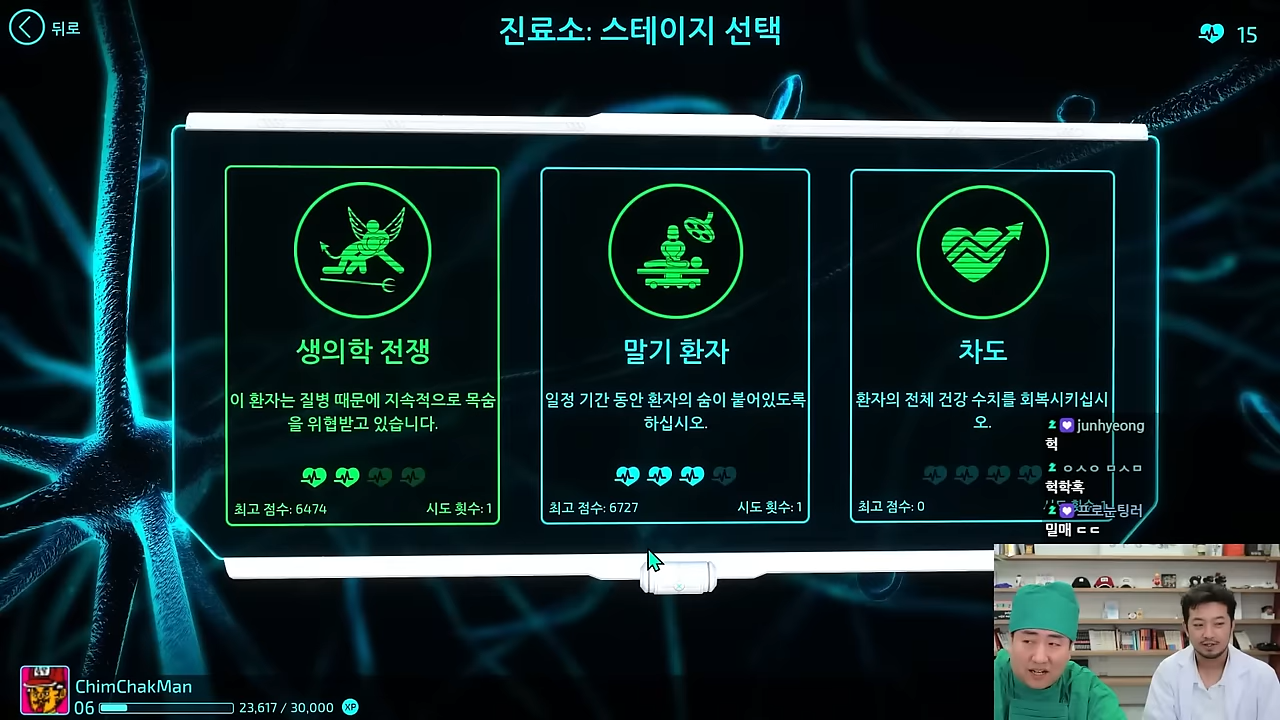 뒤로
진료소: 스테이지 선택
15
생의학 전쟁
이 환자는 질병 때문에 지속적으로 목숨
을 위협받고 있습니다.
최고 점수: 6474
시도 횟수: 1
말기 환자
일정 기간 동안 환자의 숨이 붙어있도록
하십시오.
최고 점수: 6727
시도 횟수: 1
차도
환자의 전체 건강 수치를 회복시키십시
오.
최고 점수: 0
junhyeong
헉
ㅇㅅㅇ ㅁㅅㅁ
헉학혹
프로눈팅러
밀매 ㄷㄷ
ChimChakMan
06
23,617 / 30,000
XP